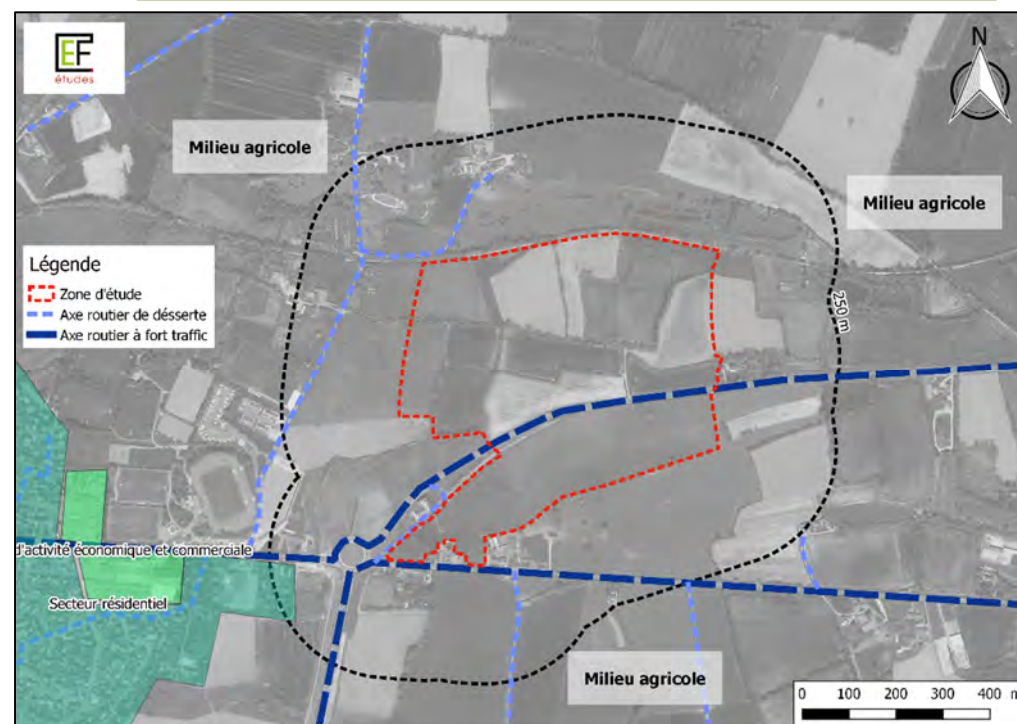 EF
études
N
Milieu agricole
Milieu agricole
Légende
Zone d'étude
Axe routier de désserte
Axe routier à fort traffic
250 m
d'activité économique et commerciale
Secteur résidentiel
Milieu agricole
0 100 200 300 400 m